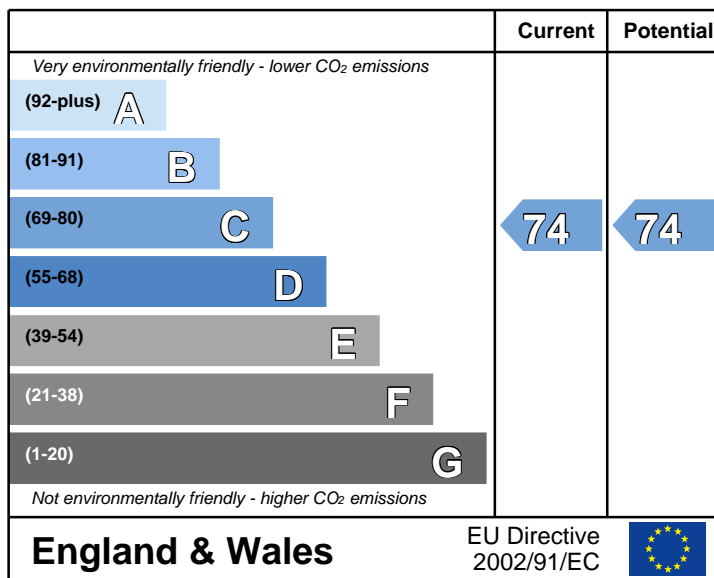 Current Potential
Very environmentally friendly - lower CO₂ emissions
(92-plus) A
(81-91) B
(69-80) C 74 74
(55-68) D
(39-54) E
(21-38) F
(1-20) G
Not environmentally friendly - higher CO₂ emissions
England & Wales
EU Directive
2002/91/EC